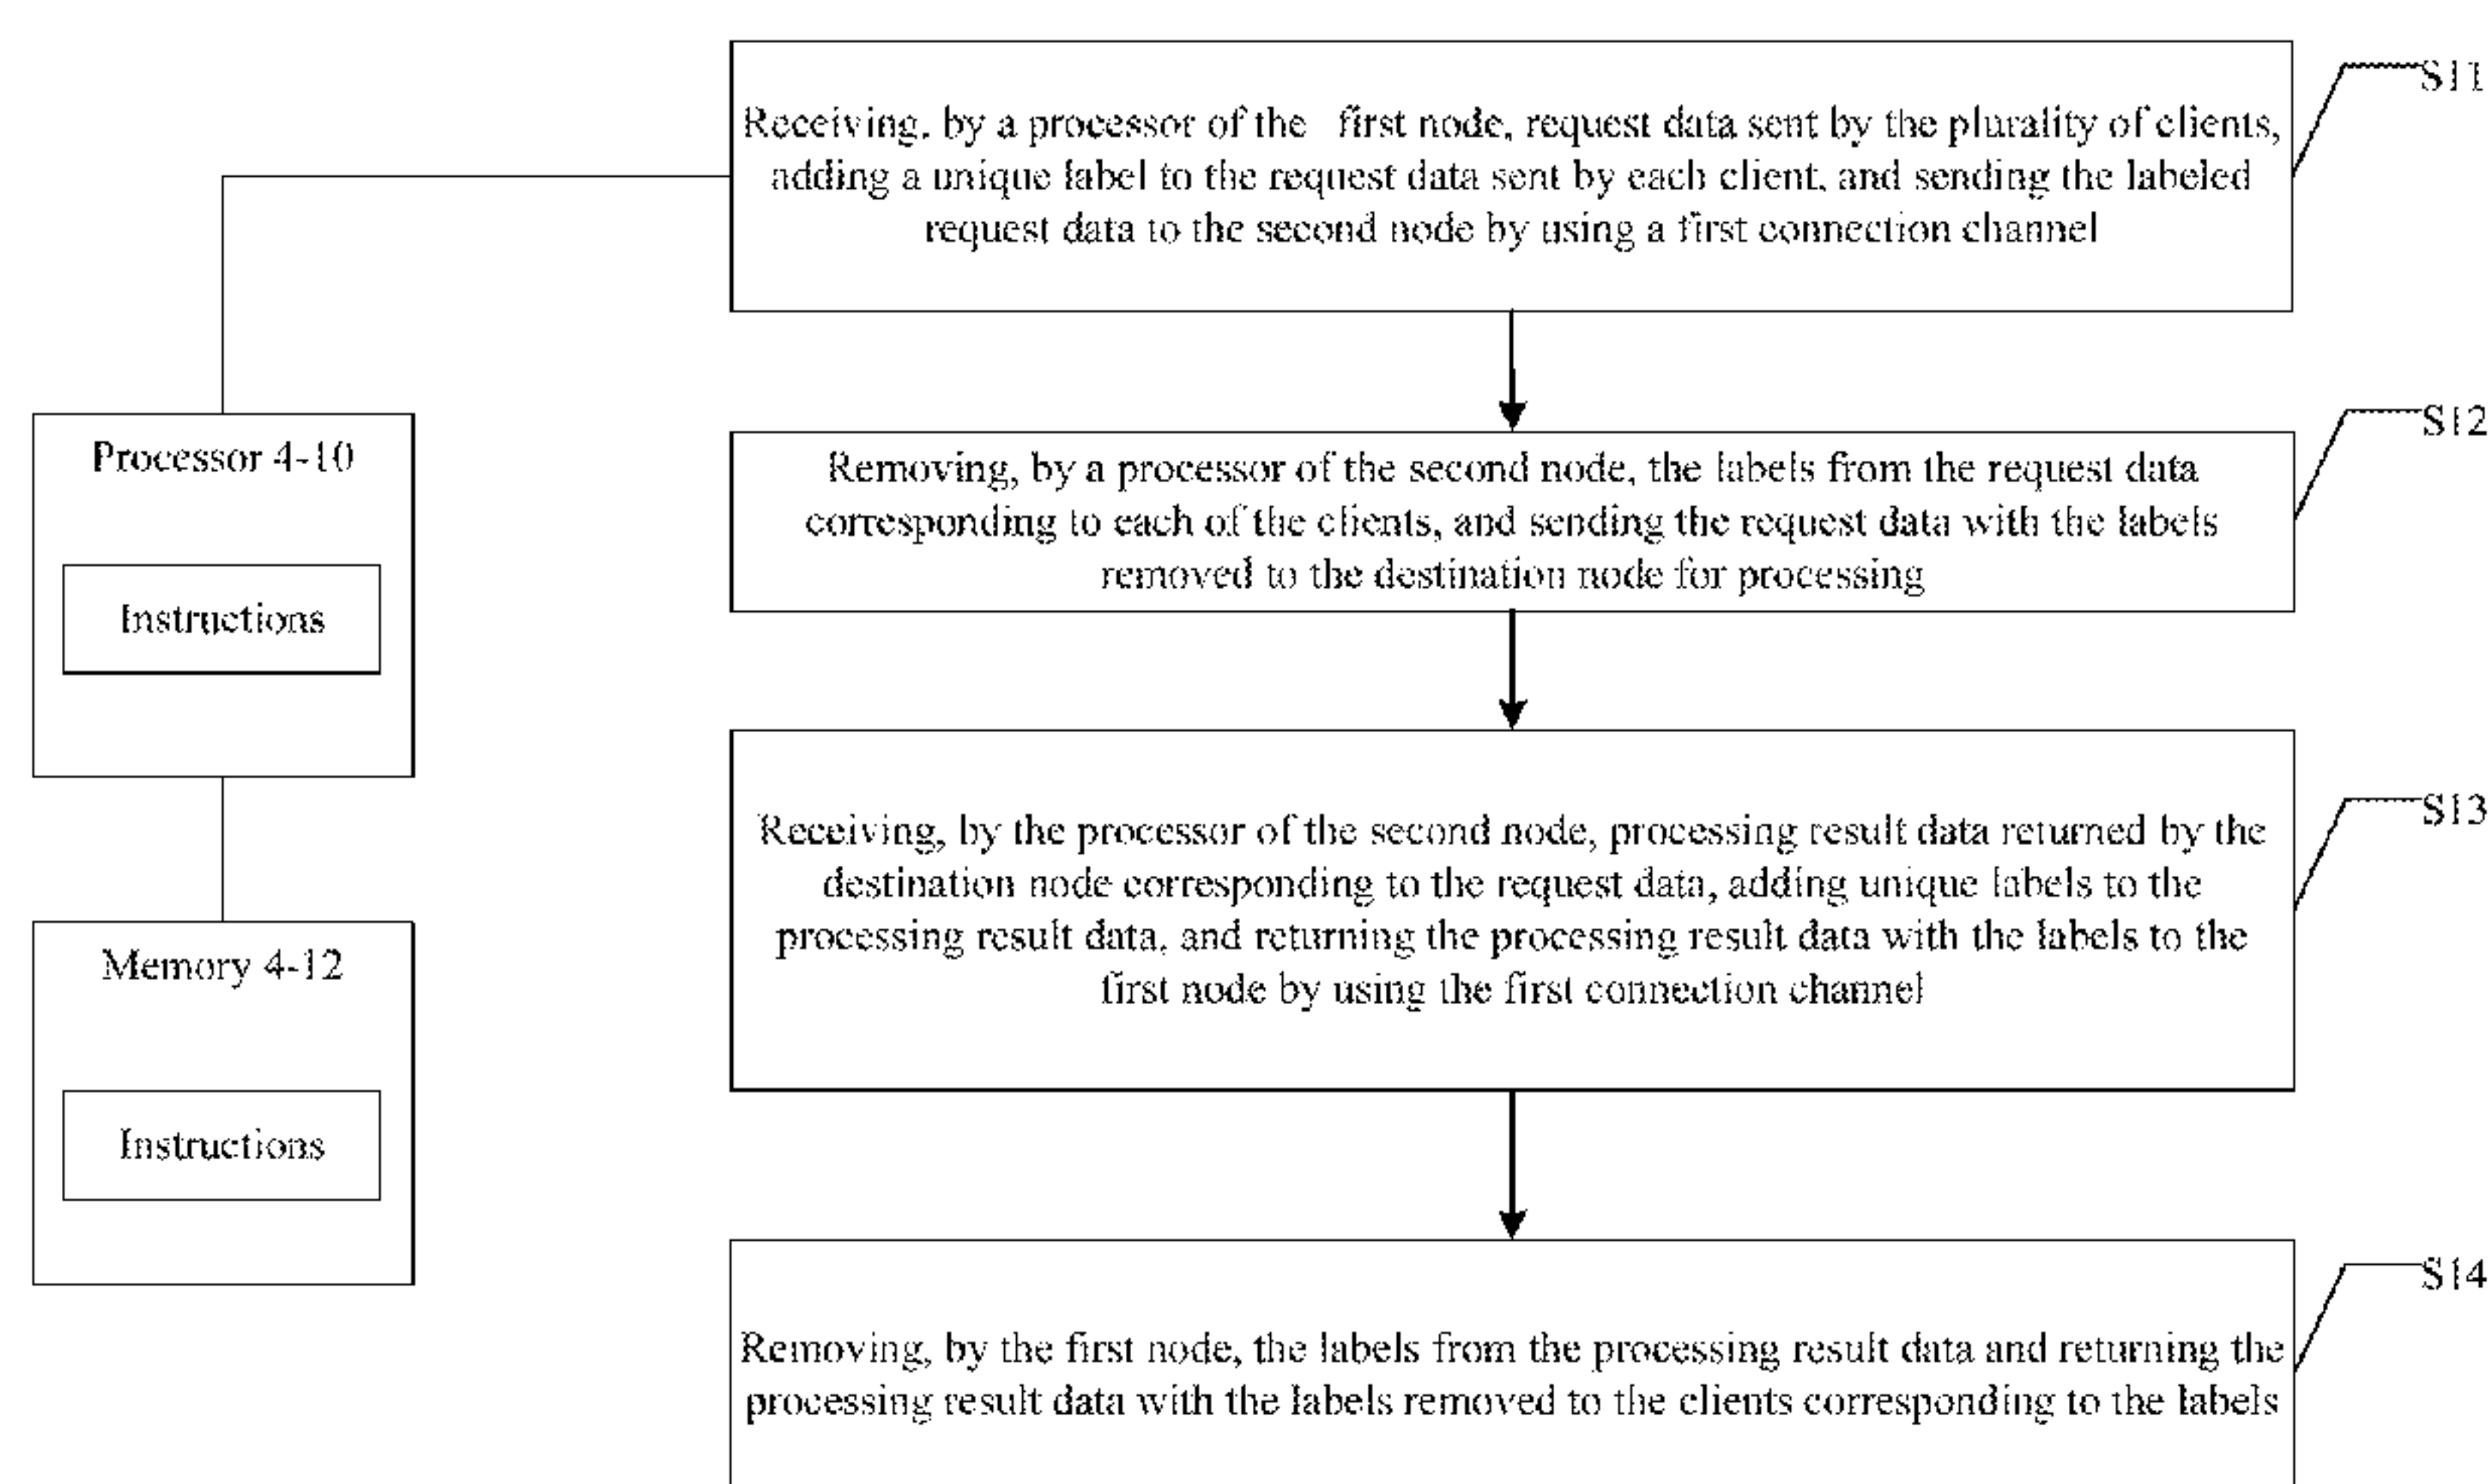 Receiving, by a processor of the first node, request data sent by the plurality of clients,
adding a unique label to the request data sent by each client, and sending the labeled
request data to the second node by using a first connection channel
S11
Removing, by a processor of the second node, the labels from the request data
corresponding to each of the clients, and sending the request data with the labels
removed to the destination node for processing
S12
Processor 4-10
Instructions
Receiving, by the processor of the second node, processing result data returned by the
destination node corresponding to the request data, adding unique labels to the
processing result data, and returning the processing result data with the labels to the
first node by using the first connection channel
S13
Memory 4-12
Instructions
Removing, by the first node, the labels from the processing result data and returning the
processing result data with the labels removed to the clients corresponding to the labels
S14